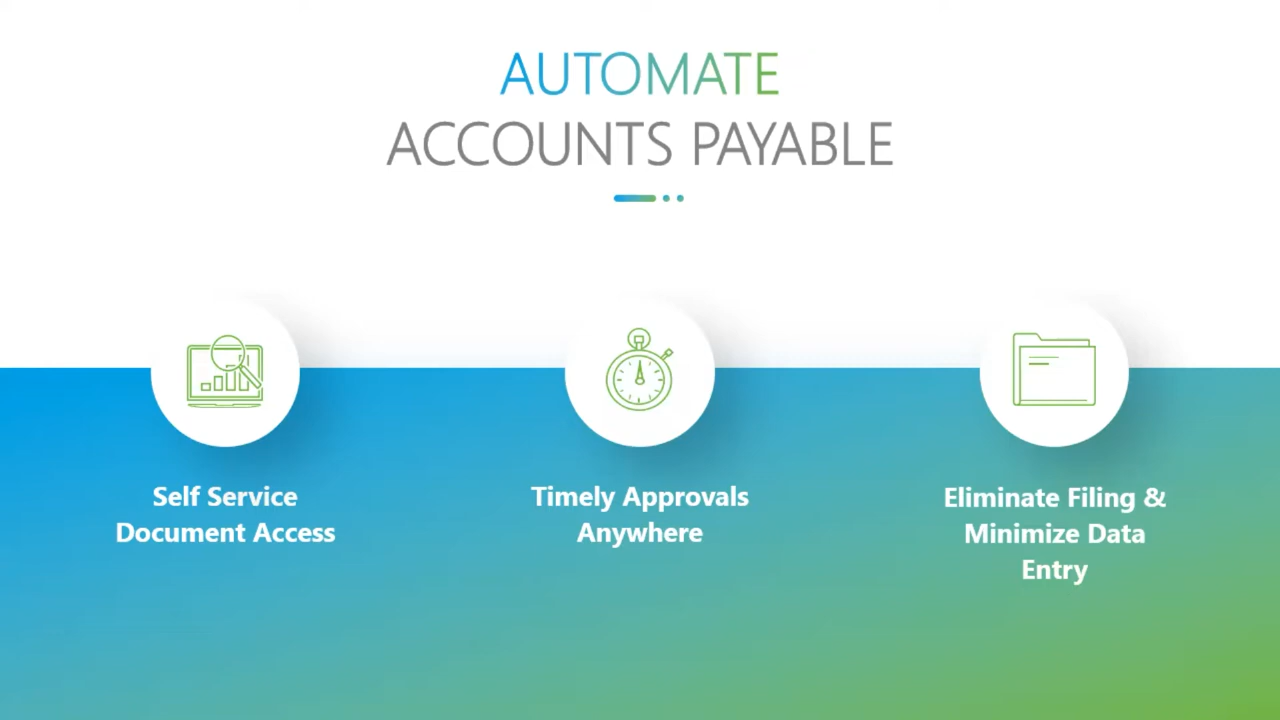 AUTOMATE
ACCOUNTS PAYABLE
Self Service
Document Access
Timely Approvals
Anywhere
Eliminate Filing &
Minimize Data
Entry